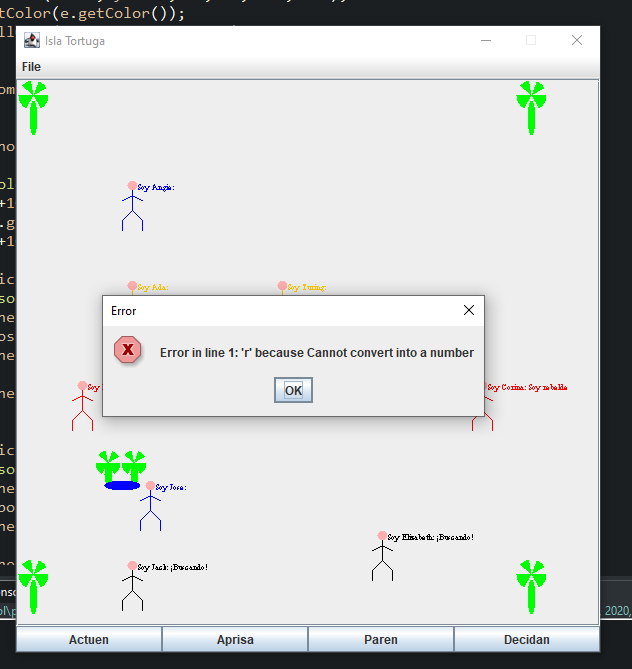 tColor(e.getColor());
Isla Tortuga
File
Soy Angie:
Soy Ada:
Soy Turing:
Error
Error in line 1: 'r' because Cannot convert into a number
OK
Soy
Soy Corina: Soy rebelde
Soy Jose:
Soy Elizabeth: ¡Buscando!
Soy Jack: ¡Buscando!
2020,
Actuen
Aprisa
Paren
Decidan